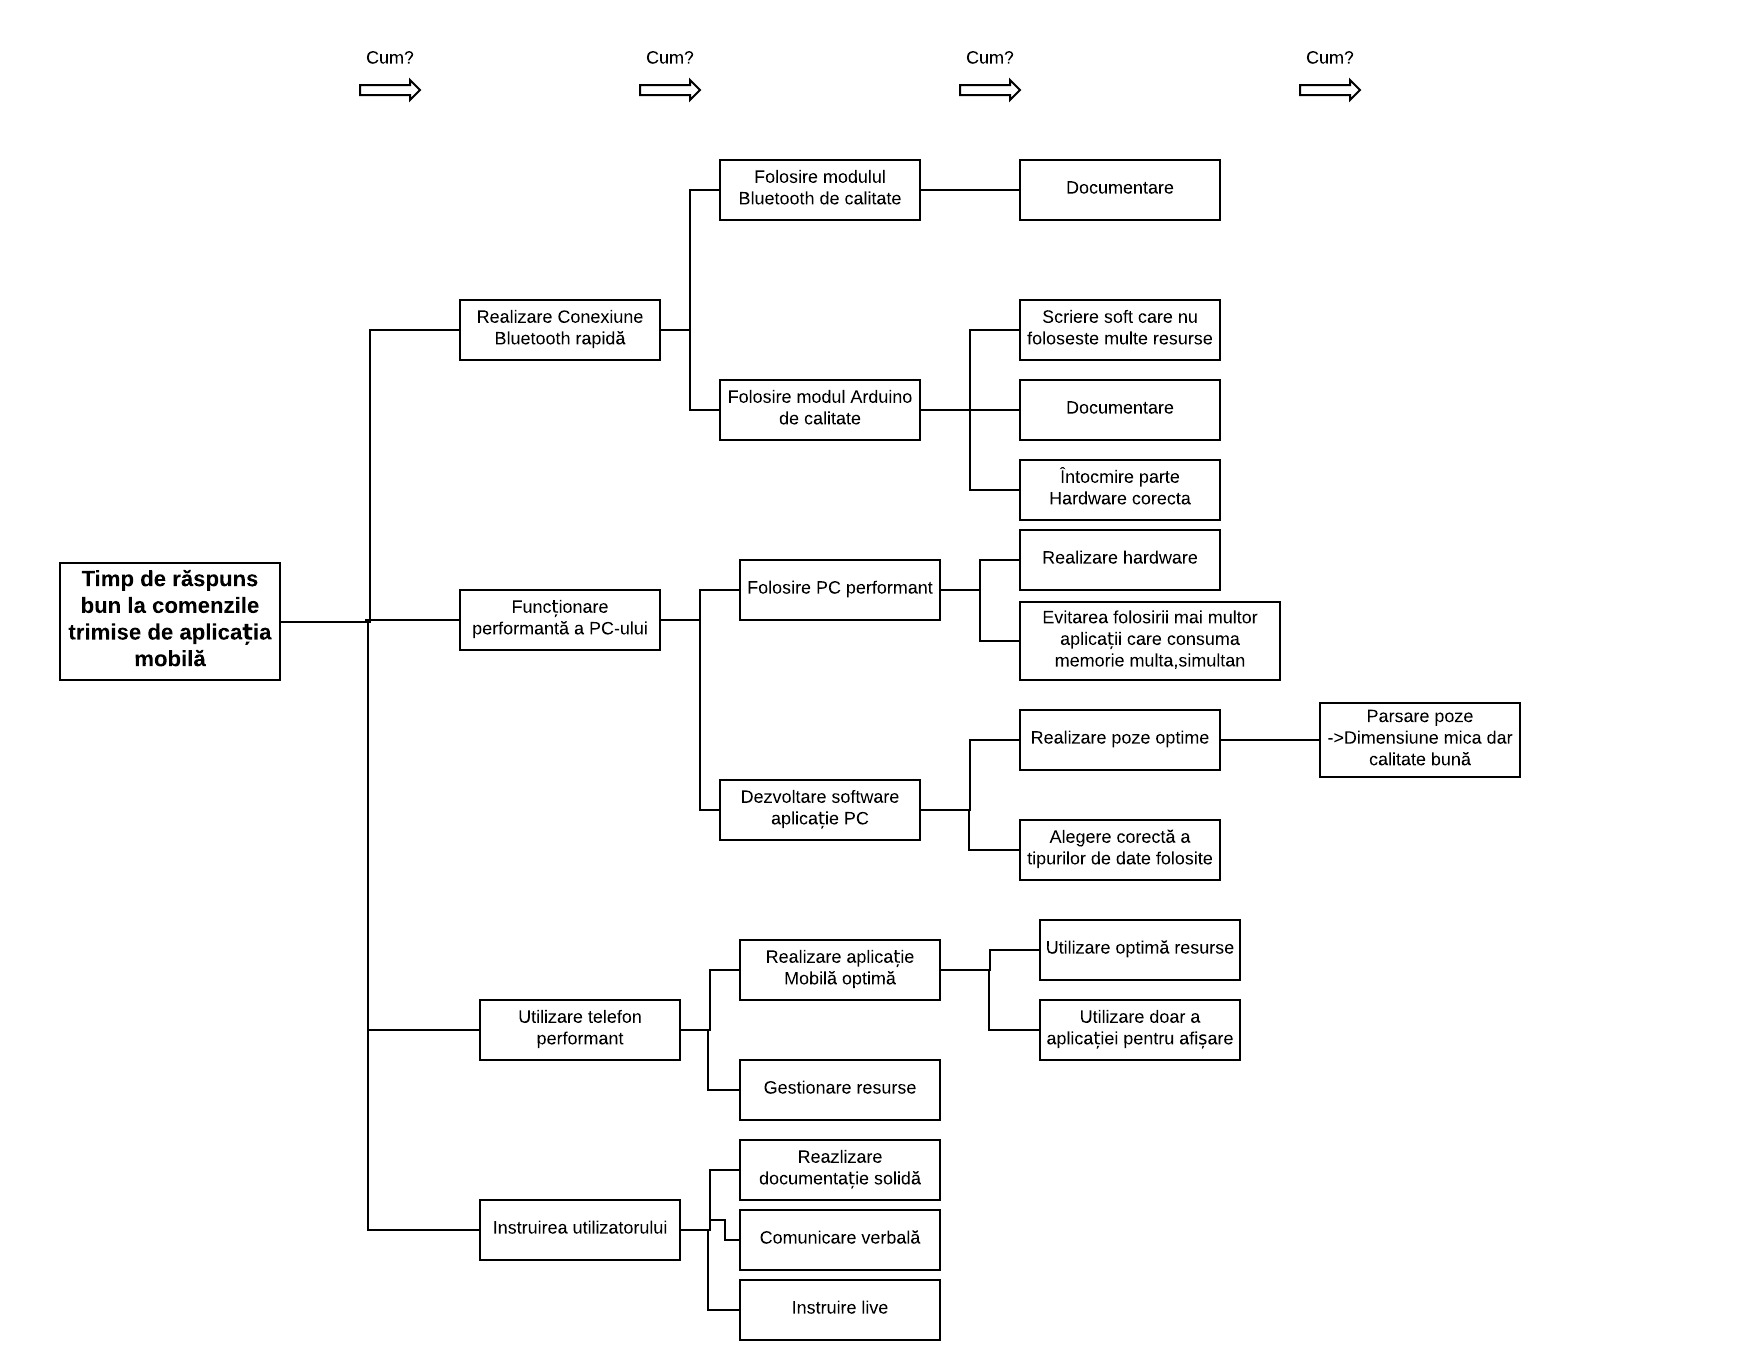 Cum?
Cum?
Cum?
Cum?
Folosire modulul
Bluetooth de calitate
Documentare
Realizare Conexiune
Bluetooth rapidă
Scriere soft care nu
foloseste multe resurse
Folosire modul Arduino
de calitate
Documentare
Întocmire parte
Hardware corecta
Timp de răspuns
bun la comenzile
trimise de aplicația
mobilă
Funcționare
performantă a PC-ului
Folosire PC performant
Realizare hardware
Evitarea folosirii mai multor
aplicații care consuma
memorie multa,simultan
Dezvoltare software
aplicație PC
Realizare poze optime
Parsare poze
->Dimensiune mica dar
calitate bună
Alegere corectă a
tipurilor de date folosite
Utilizare telefon
performant
Realizare aplicație
Mobilă optimă
Utilizare optimă resurse
Utilizare doar a
aplicației pentru afișare
Gestionare resurse
Instruirea utilizatorului
Reazlizare
documentație solidă
Comunicare verbală
Instruire live